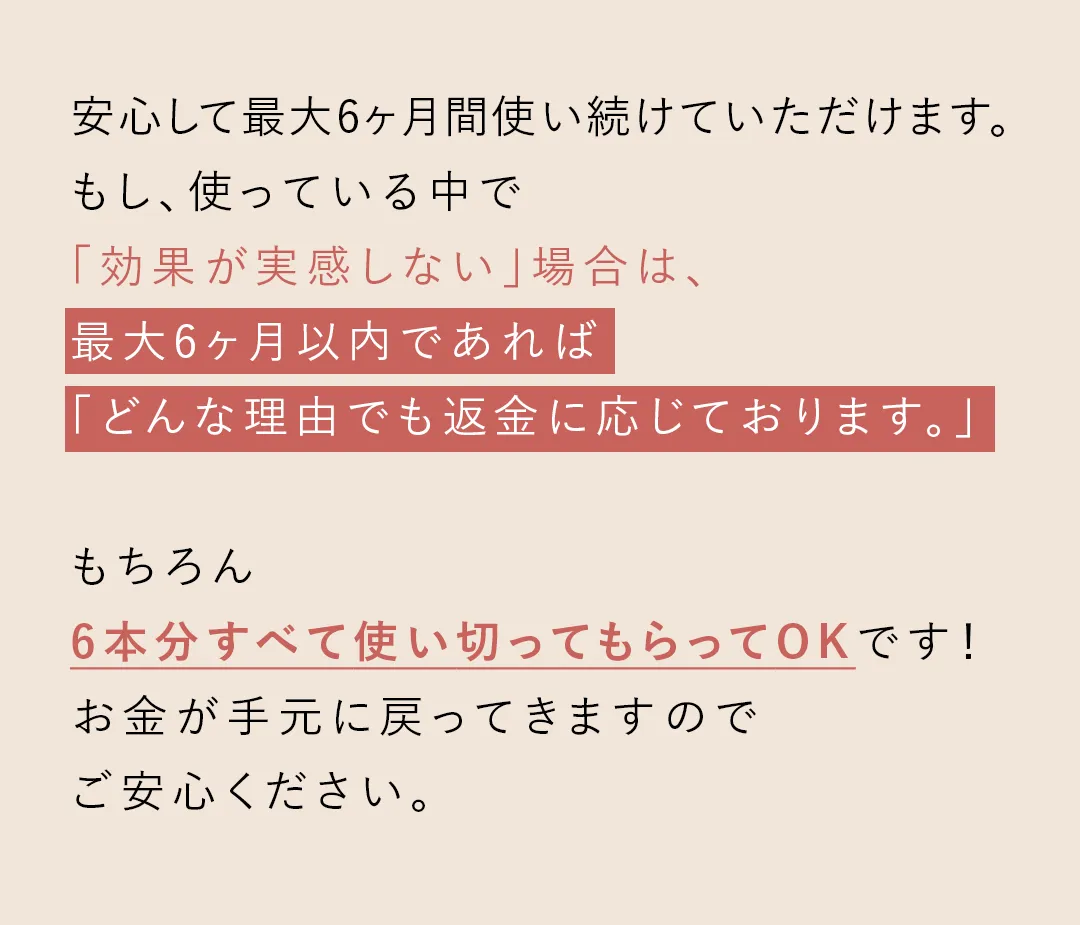 安心して最大6ヶ月間使い続けていただけます。
もし、使っている中で
「効果が実感しない」場合は、
最大6ヶ月以内であれば
「どんな理由でも返金に応じております。」
もちろん
6本分すべて使い切ってもらってOKです！
お金が手元に戻ってきますので
ご安心ください。